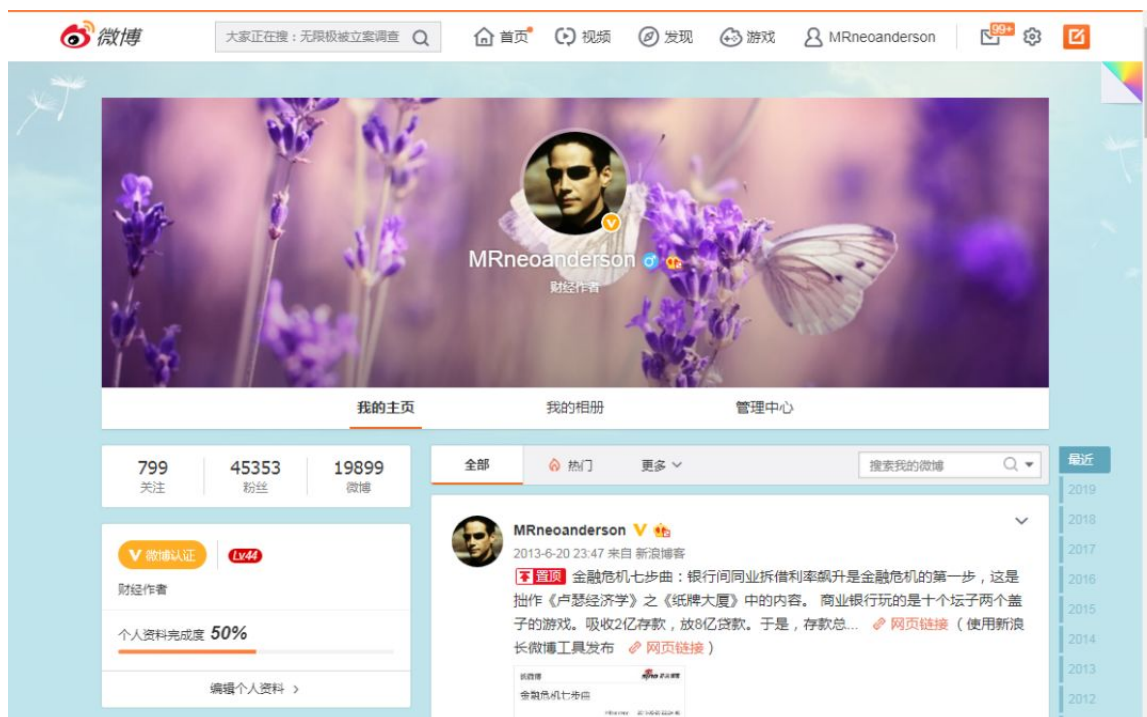 微博
大家正在搜：无限极被立案调查
首页
视频
发现
游戏
MRneoanderson
99+
MRneoanderson
财经作者
我的主页
我的相册
管理中心
799
关注
45353
粉丝
19899
微博
V 微博认证
Lv44
财经作者
个人资料完成度 50%
编辑个人资料 >
全部
热门
更多
搜索我的微博
MRneoanderson
2013-6-20 23:47 来自 新浪博客
置顶 金融危机七步曲：银行间同业拆借利率飙升是金融危机的第一步，这是
拙作《卢瑟经济学》之《纸牌大厦》中的内容。 商业银行玩的是十个坛子两个盖
子的游戏。吸收2亿存款，放8亿贷款。于是，存款总... 网页链接（使用新浪
长微博工具发布 网页链接）
长微博
金融危机七步曲
最近
2019
2018
2017
2016
2015
2014
2013
2012